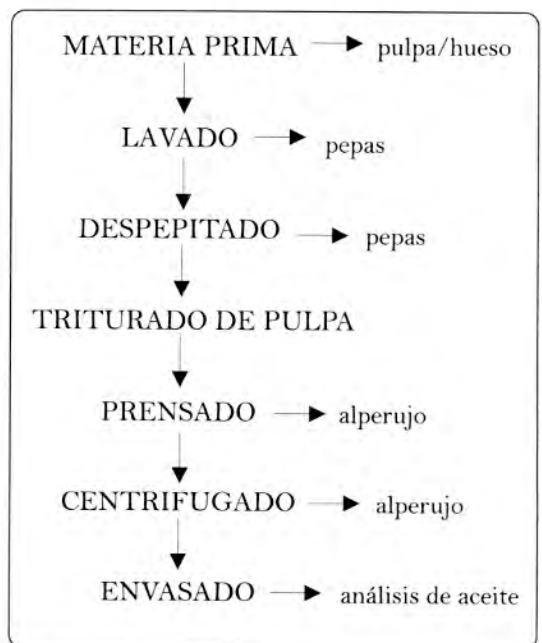 MATERIA PRIMA pulpa/hueso
LAVADO pepas
DESPEPITADO pepas
TRITURADO DE PULPA
PRENSADO alperujo
CENTRIFUGADO alperujo
ENVASADO análisis de aceite